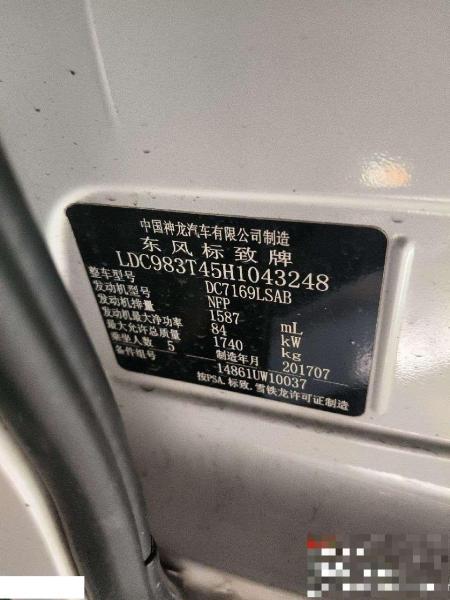 中国神龙汽车有限公司制造
东风标致牌
LDC983T45H1043248
整车型号 DC7169LSAB
发动机型号 NFP
发动机排量 1587 mL
发动机最大净功率 84 kW
最大允许总质量 1740 kg
乘坐人数 5 制造年月 201707
备件组号 14861UW10037
按PSA.标致.雪铁龙许可证制造